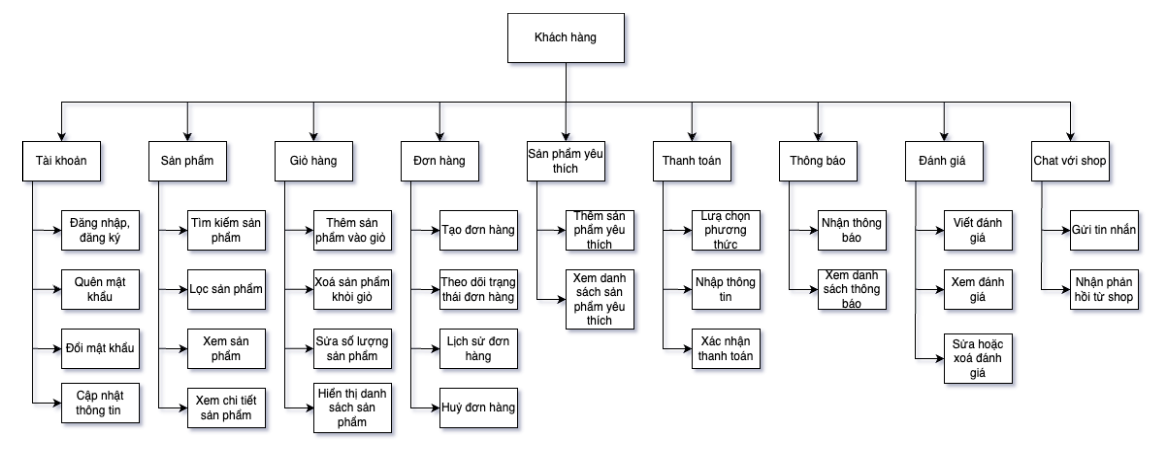 Khách hàng
Tài khoản
Sản phẩm
Giỏ hàng
Đơn hàng
Sản phẩm yêu
thích
Thanh toán
Thông báo
Đánh giá
Chat với shop
Đăng nhập,
đăng ký
Quên mật
khẩu
Đổi mật khẩu
Cập nhật
thông tin
Tìm kiếm sản
phẩm
Lọc sản phẩm
Xem sản
phẩm
Xem chi tiết
sản phẩm
Thêm sản
phẩm vào giỏ
Xoá sản phẩm
khỏi giỏ
Sửa số lượng
sản phẩm
Hiển thị danh
sách sản
phẩm
Tạo đơn hàng
Theo dõi trạng
thái đơn hàng
Lịch sử đơn
hàng
Huỷ đơn hàng
Thêm sản
phẩm yêu
thích
Xem danh
sách sản
phẩm yêu
thích
Lựa chọn
phương
thức
Nhập thông
tin
Xác nhận
thanh toán
Nhận thông
báo
Xem danh
sách thông
báo
Viết đánh
giá
Xem đánh
giá
Sửa hoặc
xoá đánh
giá
Gửi tin nhắn
Nhận phản
hồi từ shop